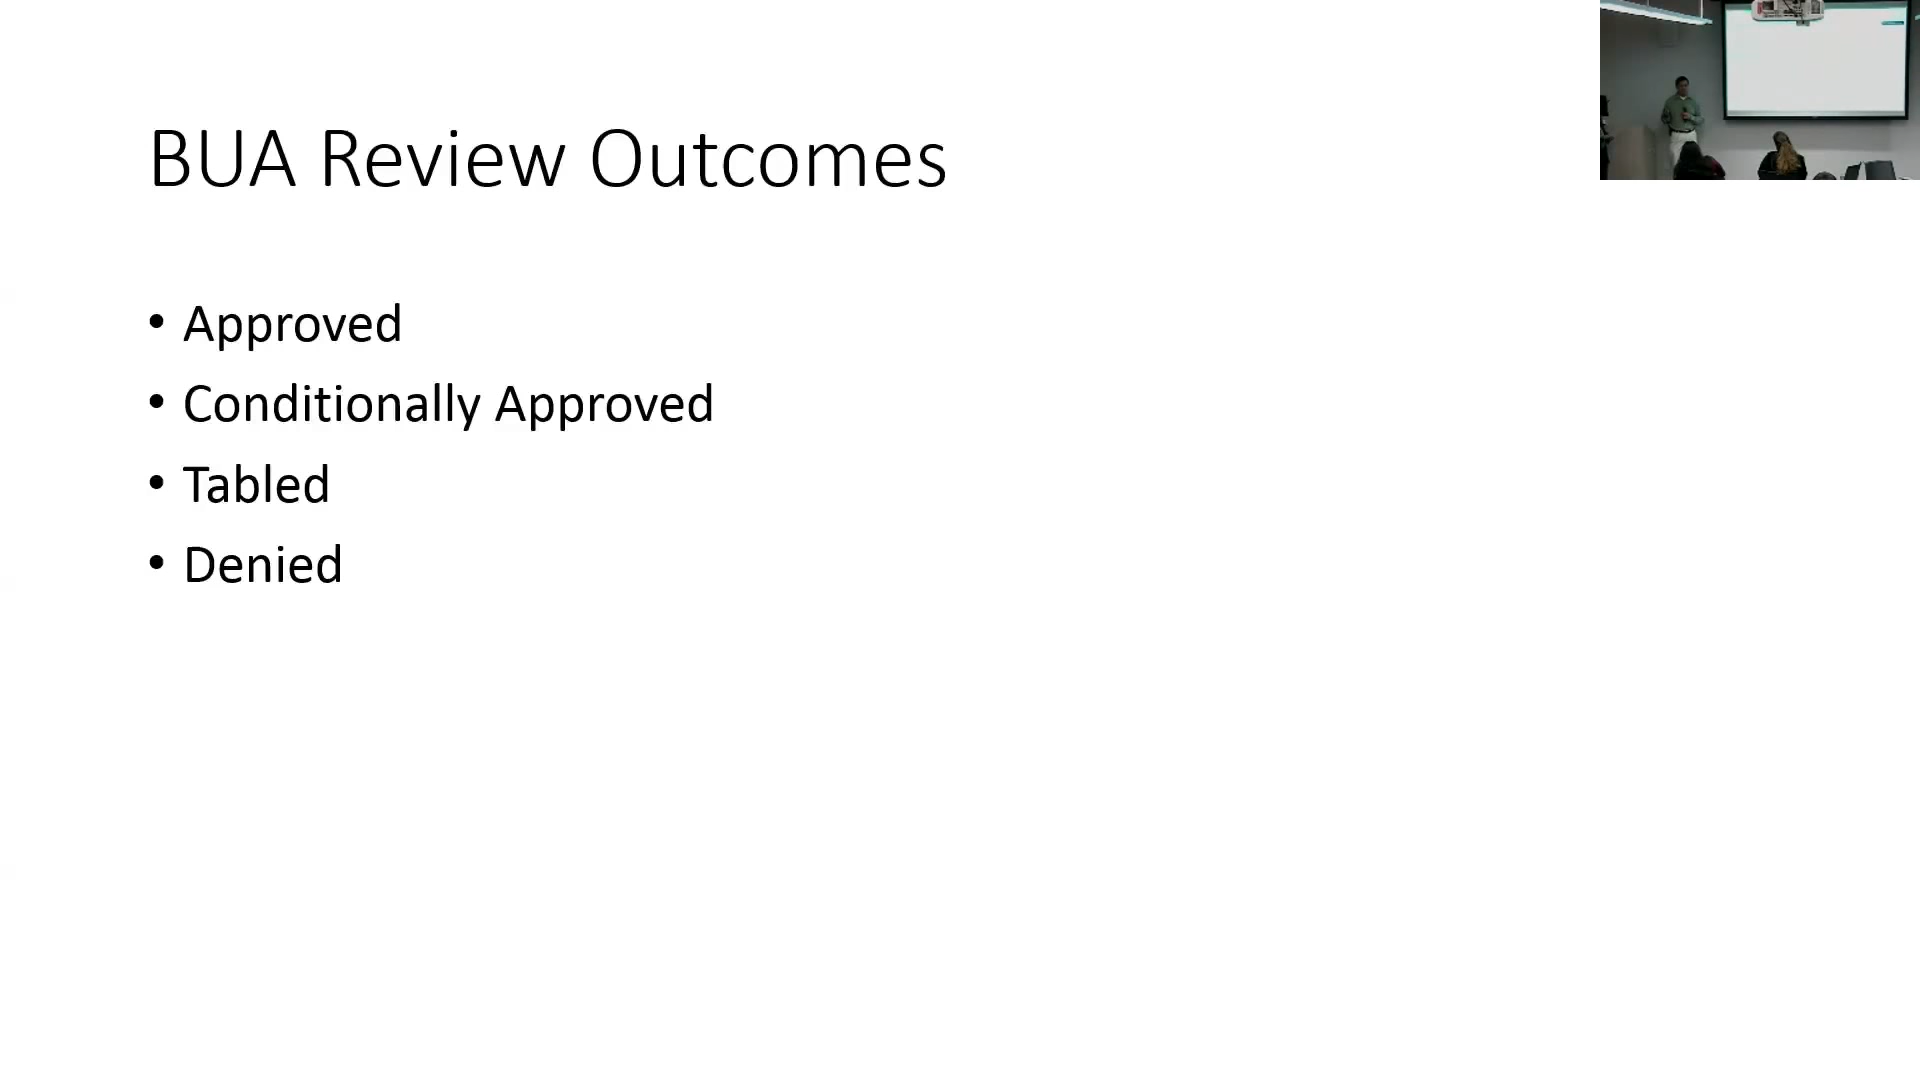 BUA Review Outcomes
• Approved
• Conditionally Approved
• Tabled
• Denied